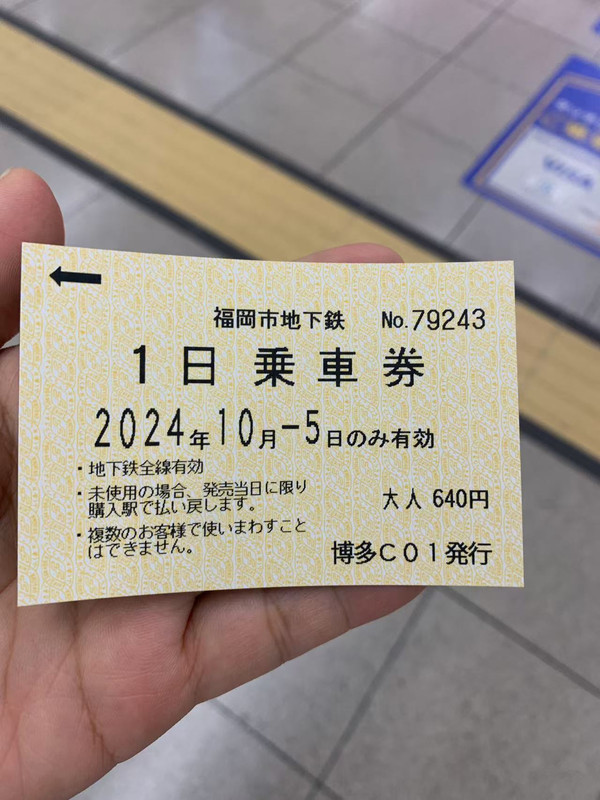 福岡市地下鉄 No.79243
1日乗車券
2024年10月-5日のみ有効
・地下鉄全線有効
・未使用の場合、発売当日に限り
購入駅で払い戻します。
・複数のお客様で使いまわすこと
はできません。
大人 640円
博多C01発行
VISA